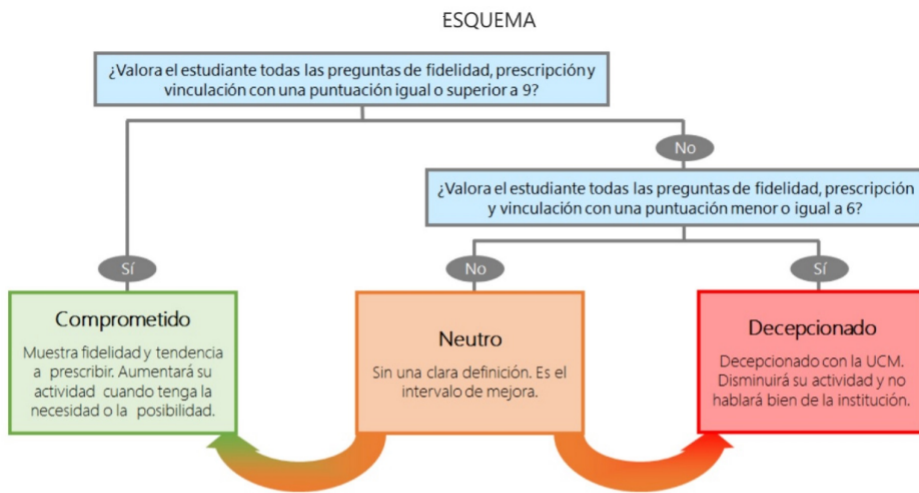 ESQUEMA
¿Valora el estudiante todas las preguntas de fidelidad, prescripción y
vinculación con una puntuación igual o superior a 9?
No
¿Valora el estudiante todas las preguntas de fidelidad, prescripción
y vinculación con una puntuación menor o igual a 6?
Sí
No
Sí
Comprometido
Muestra fidelidad y tendencia
a prescribir. Aumentará su
actividad cuando tenga la
necesidad o la posibilidad.
Neutro
Sin una clara definición. Es el
intervalo de mejora.
Decepcionado
Decepcionado con la UCM.
Disminuirá su actividad y no
hablará bien de la institución.